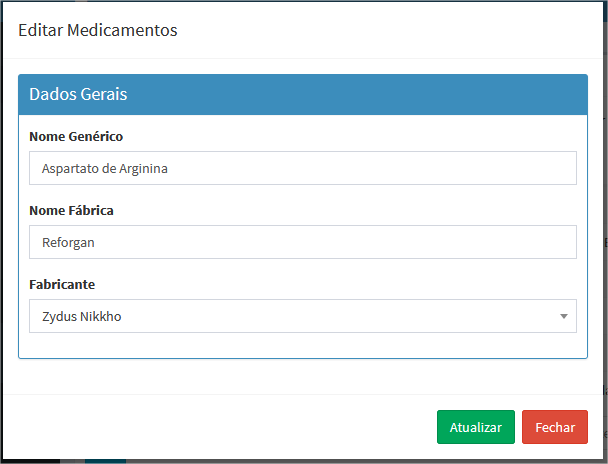 Editar Medicamentos
Dados Gerais
Nome Genérico
Aspartato de Arginina
Nome Fábrica
Reforgan
Fabricante
Zydus Nikkho
Atualizar
Fechar